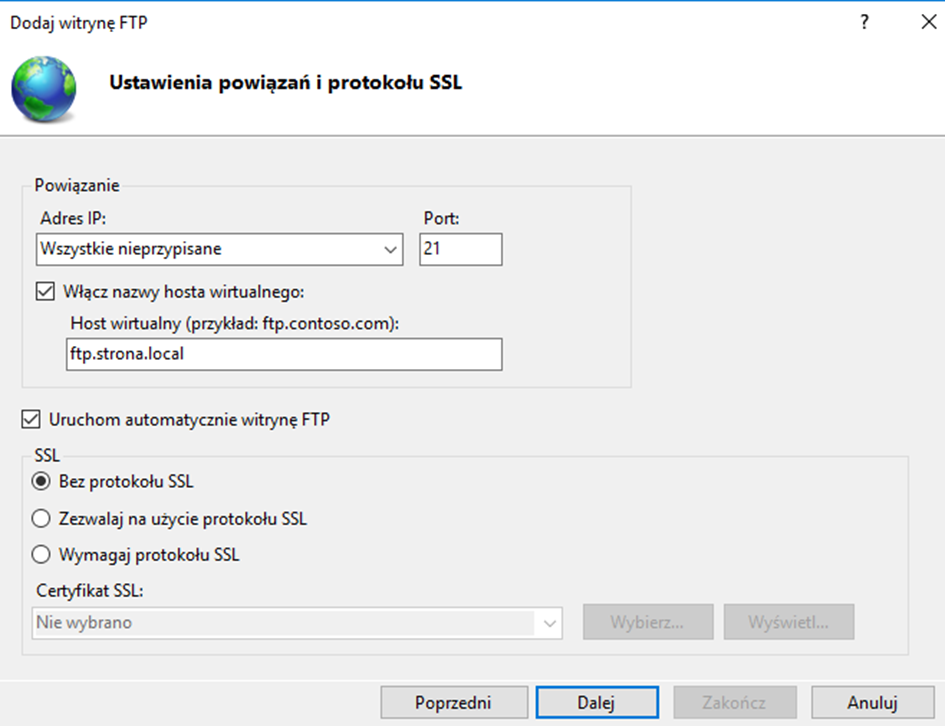 Dodaj witrynę FTP
?
Ustawienia powiązań i protokołu SSL
Powiązanie
Adres IP:
Port:
Wszystkie nieprzypisane
21
Włącz nazwy hosta wirtualnego:
Host wirtualny (przykład: ftp.contoso.com):
ftp.strona.local
Uruchom automatycznie witrynę FTP
SSL
Bez protokołu SSL
Zezwalaj na użycie protokołu SSL
Wymagaj protokołu SSL
Certyfikat SSL:
Nie wybrano
Wybierz...
Wyświetl...
Poprzedni
Dalej
Zakończ
Anuluj